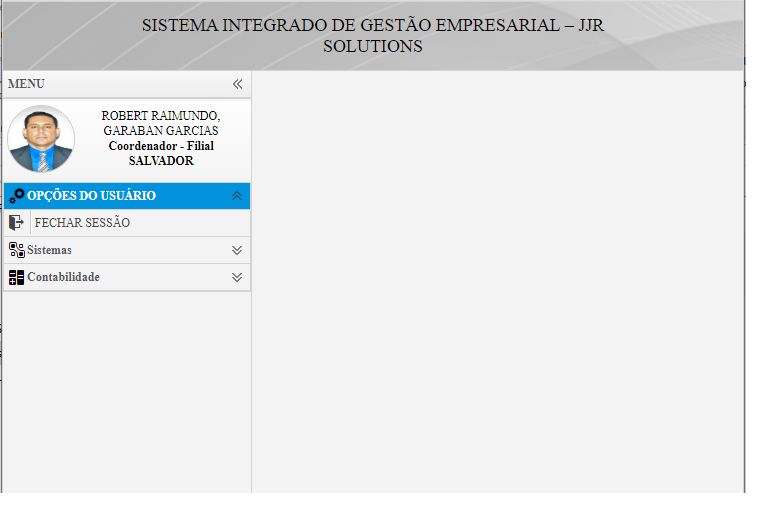 SISTEMA INTEGRADO DE GESTÃO EMPRESARIAL – JJR
SOLUTIONS
MENU
ROBERT RAIMUNDO,
GARABAN GARCIAS
Coordenador - Filial
SALVADOR
OPÇÕES DO USUÁRIO
FECHAR SESSÃO
Sistemas
Contabilidade